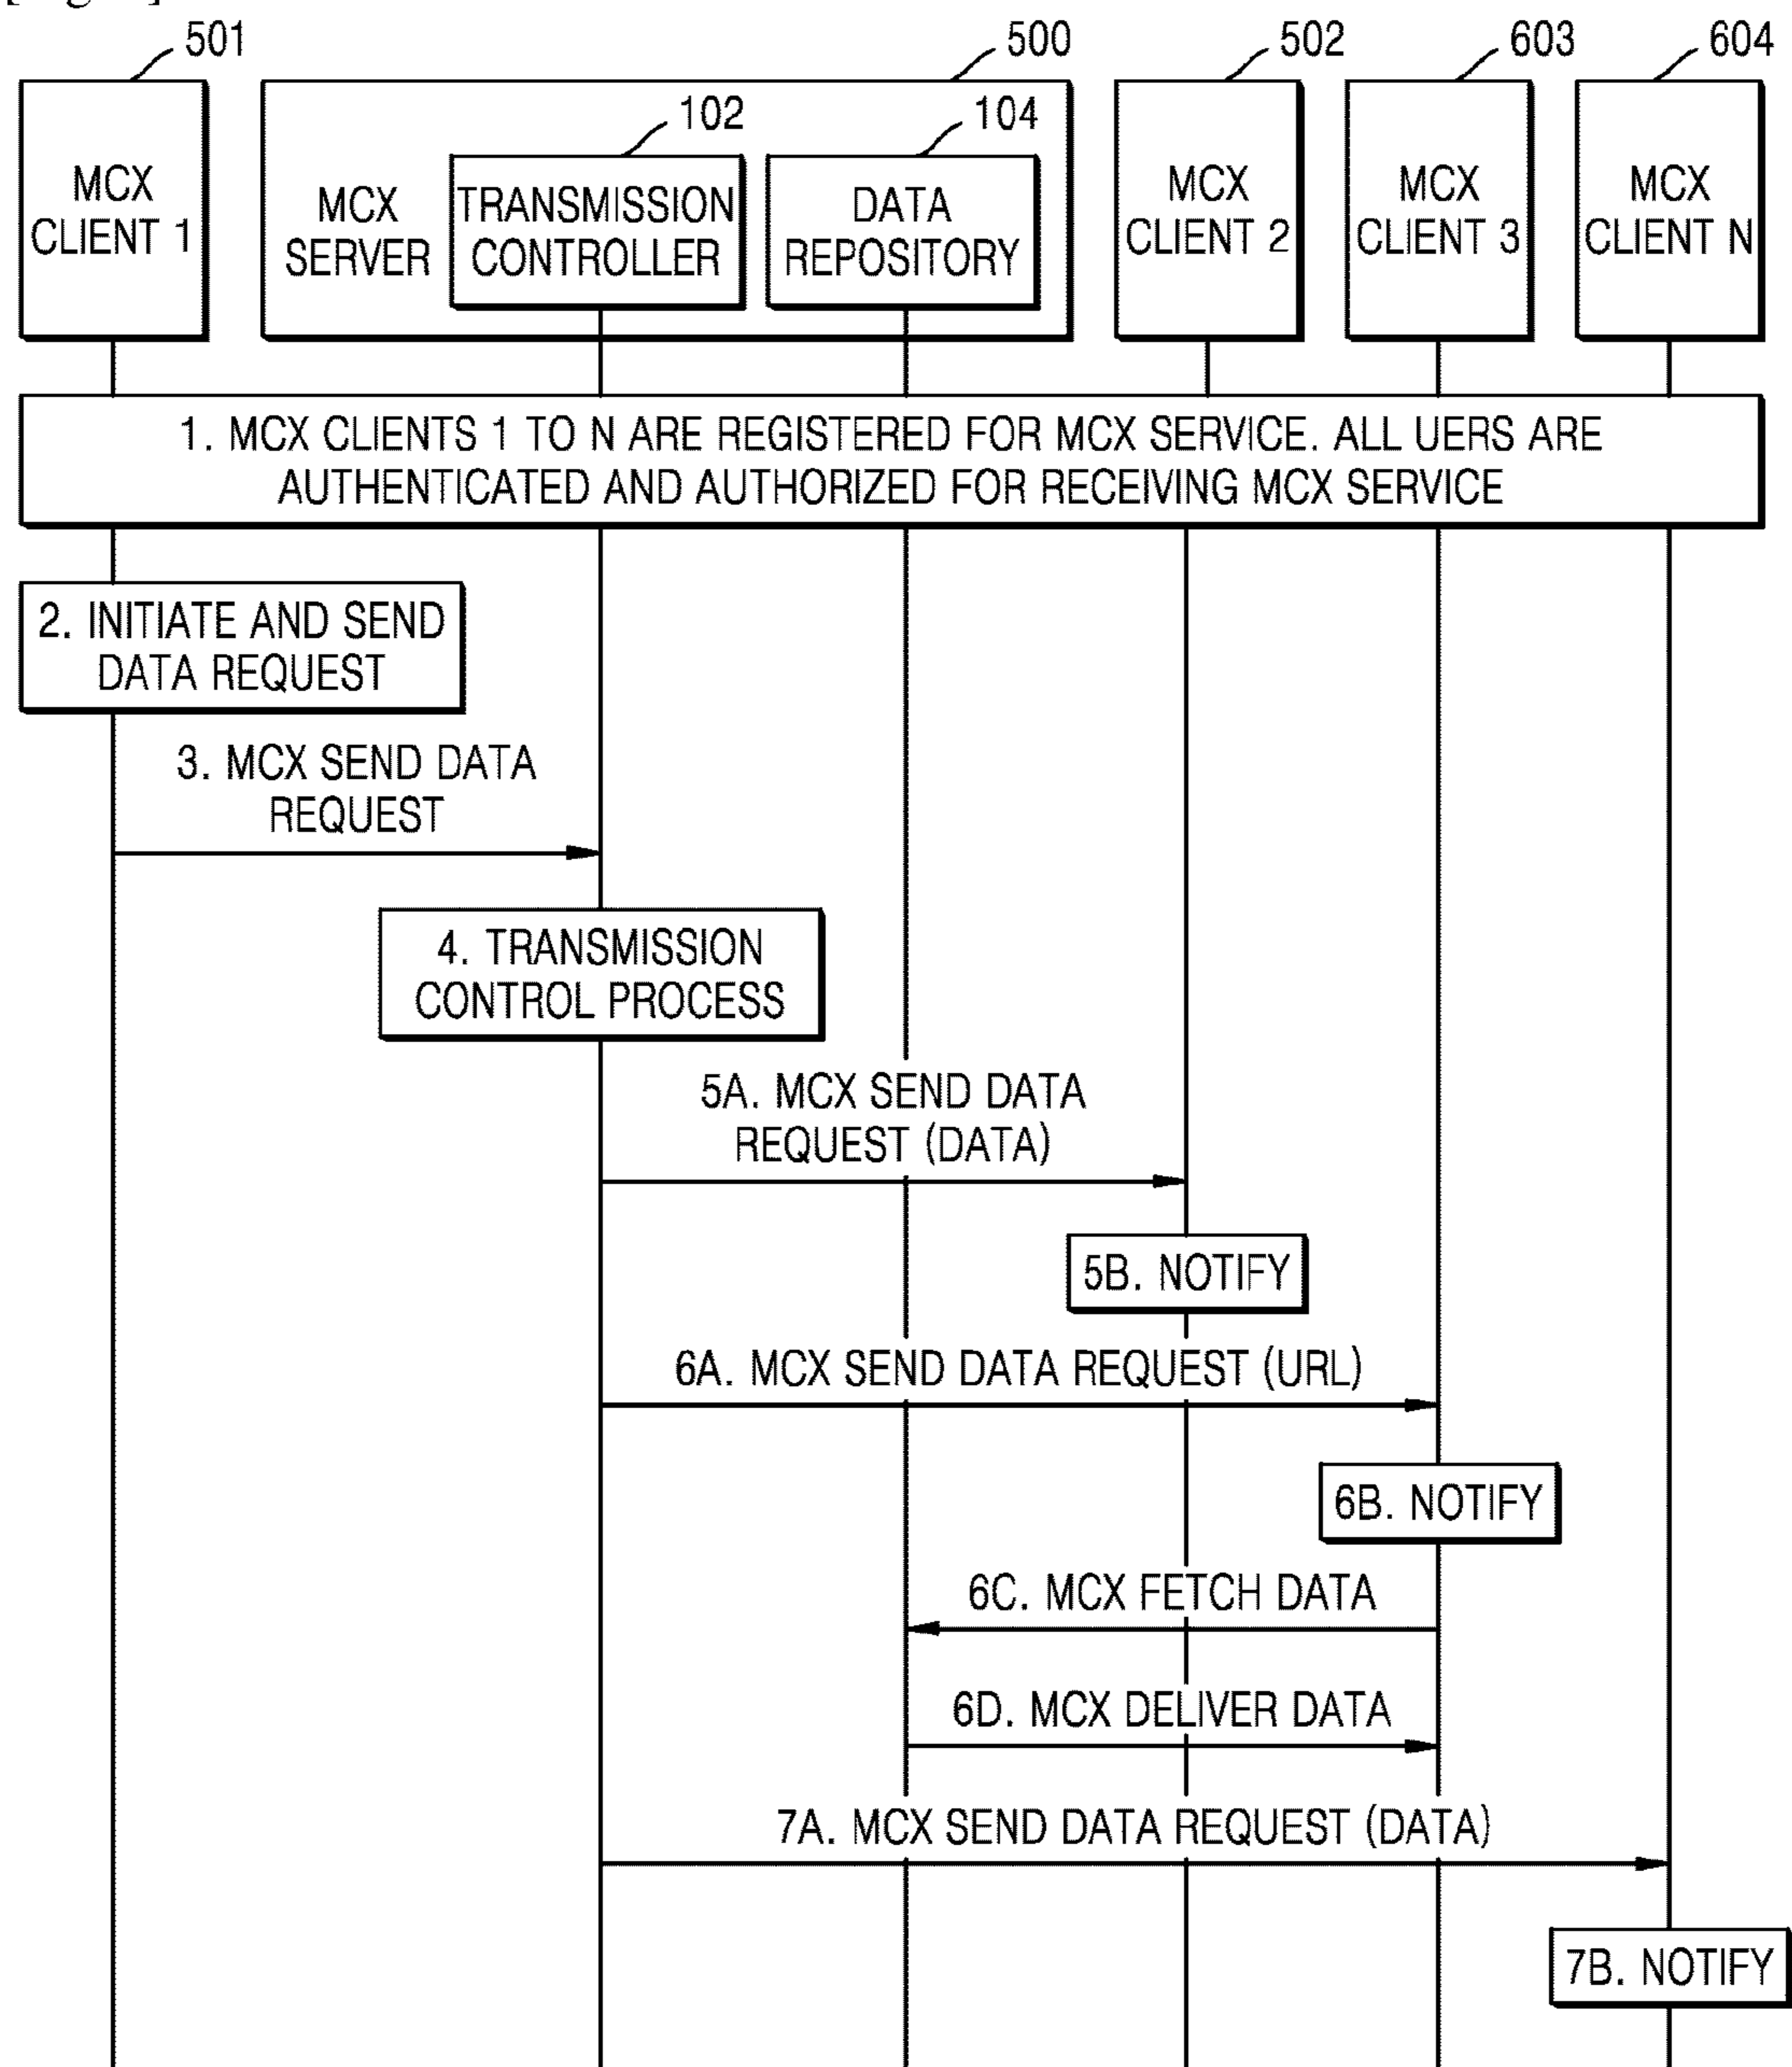 501
500
502
603
604
102
104
MCX
CLIENT 1
MCX
SERVER
TRANSMISSION
CONTROLLER
DATA
REPOSITORY
MCX
CLIENT 2
MCX
CLIENT 3
MCX
CLIENT N
1. MCX CLIENTS 1 TO N ARE REGISTERED FOR MCX SERVICE. ALL UERS ARE
AUTHENTICATED AND AUTHORIZED FOR RECEIVING MCX SERVICE
2. INITIATE AND SEND
DATA REQUEST
3. MCX SEND DATA
REQUEST
4. TRANSMISSION
CONTROL PROCESS
5A. MCX SEND DATA
REQUEST (DATA)
5B. NOTIFY
6A. MCX SEND DATA REQUEST (URL)
6B. NOTIFY
6C. MCX FETCH DATA
6D. MCX DELIVER DATA
7A. MCX SEND DATA REQUEST (DATA)
7B. NOTIFY